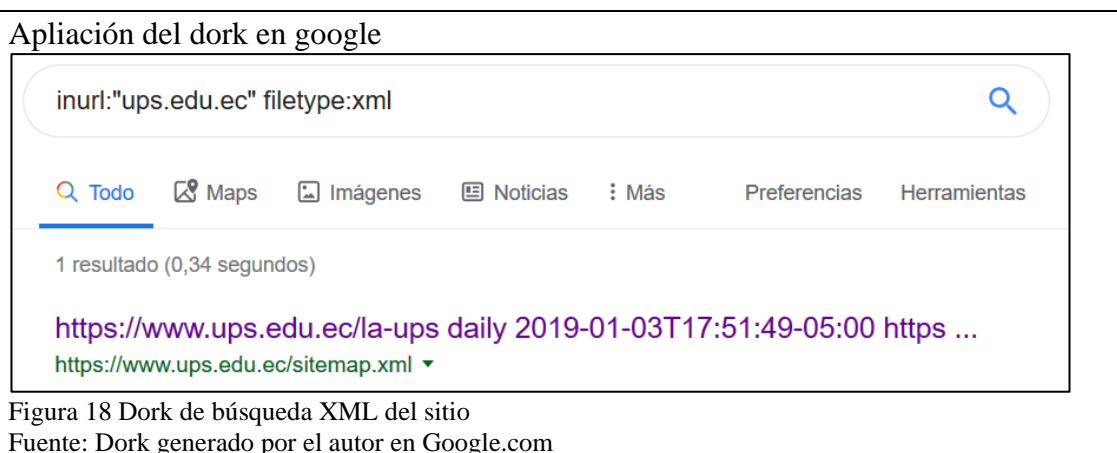 Apliación del dork en google
inurl:"ups.edu.ec" filetype:xml
Todo Maps Imágenes Noticias Más Preferencias Herramientas
1 resultado (0,34 segundos)
https://www.ups.edu.ec/la-ups daily 2019-01-03T17:51:49-05:00 https ...
https://www.ups.edu.ec/sitemap.xml
Figura 18 Dork de búsqueda XML del sitio
Fuente: Dork generado por el autor en Google.com